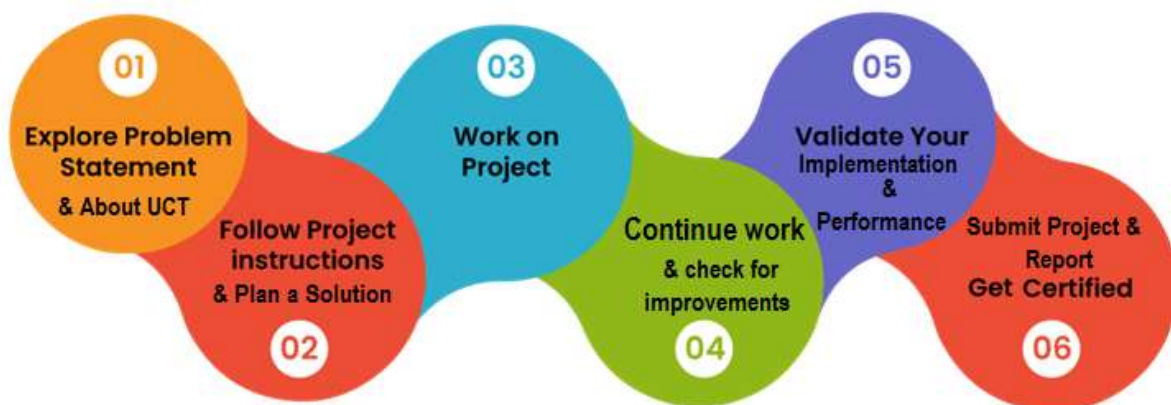 01
Explore Problem
Statement
& About UCT
Follow Project
instructions
& Plan a Solution
02
03
Work on
Project
Continue work
& check for
improvements
04
05
Validate Your
Implementation
&
Performance
Submit Project &
Report
Get Certified
06